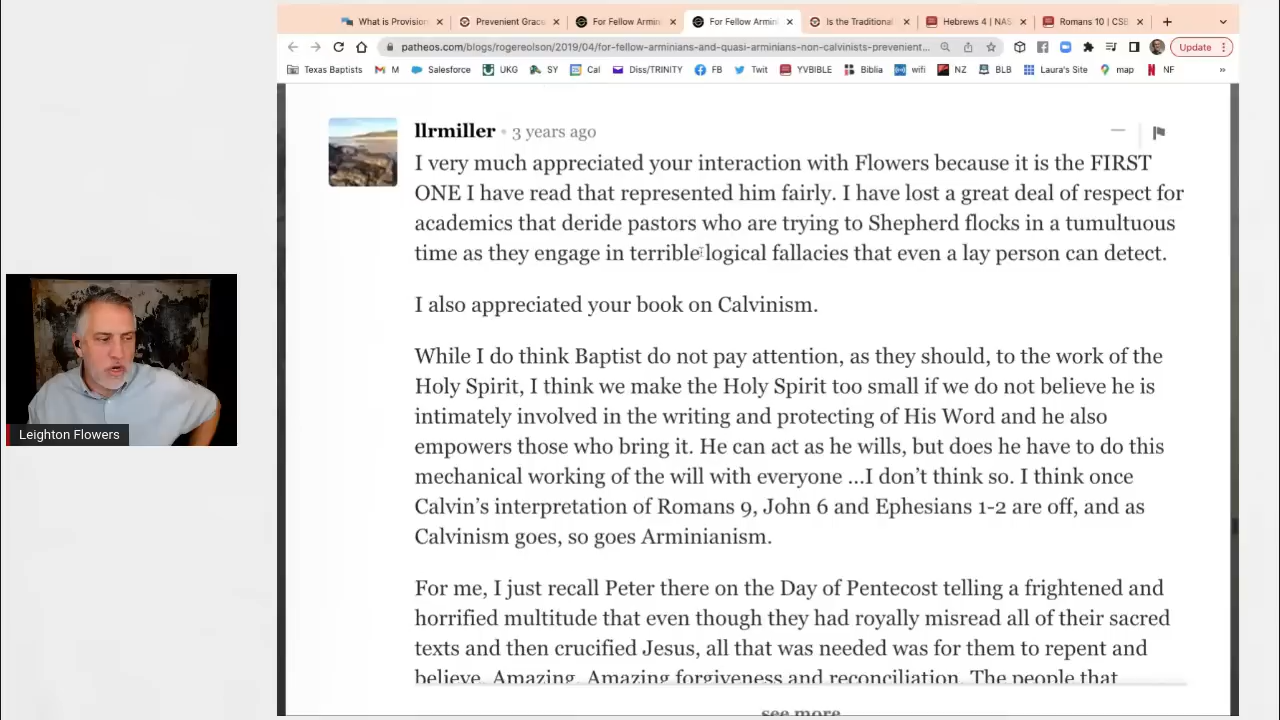 What is Provision
Prevenient Grace
For Fellow Armini
For Fellow Armini
Is the Traditional
Hebrews 4 | NAS
Romans 10 | CSB
patheos.com/blogs/rogereolson/2019/04/for-fellow-arminians-and-quasi-arminians-non-calvinists-prevenient...
Update
Texas Baptists
M
Salesforce
UKG
SY
Cal
Diss/TRINITY
FB
Twit
YVBIBLE
Biblia
wifi
NZ
BLB
Laura's Site
map
NF
»
llrmiller • 3 years ago
I very much appreciated your interaction with Flowers because it is the FIRST
ONE I have read that represented him fairly. I have lost a great deal of respect for
academics that deride pastors who are trying to Shepherd flocks in a tumultuous
time as they engage in terrible logical fallacies that even a lay person can detect.
I also appreciated your book on Calvinism.
While I do think Baptist do not pay attention, as they should, to the work of the
Holy Spirit, I think we make the Holy Spirit too small if we do not believe he is
intimately involved in the writing and protecting of His Word and he also
empowers those who bring it. He can act as he wills, but does he have to do this
mechanical working of the will with everyone ...I don't think so. I think once
Calvin's interpretation of Romans 9, John 6 and Ephesians 1-2 are off, and as
Calvinism goes, so goes Arminianism.
For me, I just recall Peter there on the Day of Pentecost telling a frightened and
horrified multitude that even though they had royally misread all of their sacred
texts and then crucified Jesus, all that was needed was for them to repent and
believe. Amazing. Amazing forgiveness and reconciliation. The people that
see more
Leighton Flowers